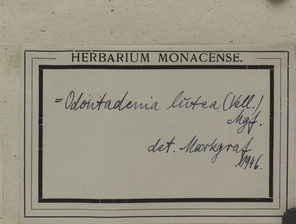 HERBARIUM MONACENSE.
= Odontadenia lutea (Vell.)
Mgf.
det. Markgraf
1946.